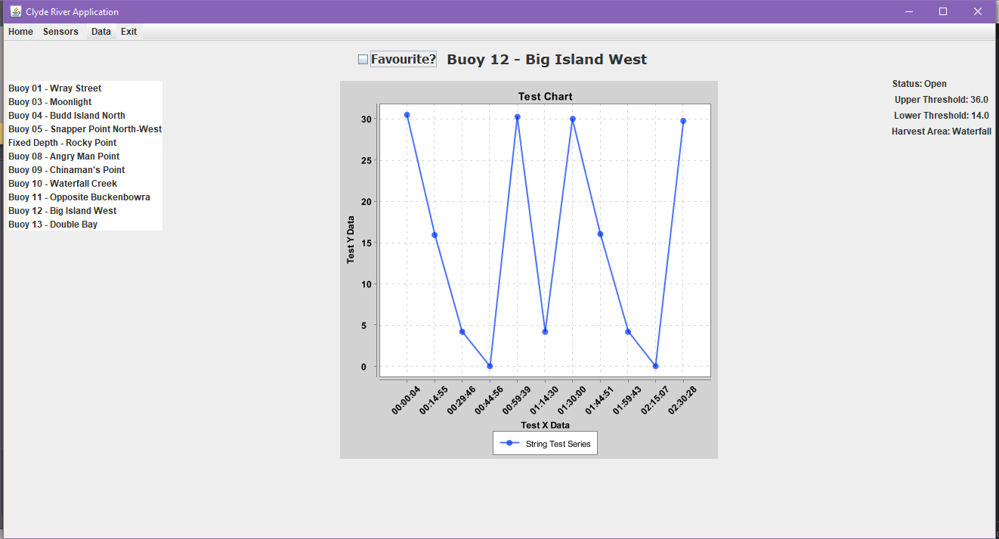 Clyde River Application
Home Sensors Data Exit
Favourite? Buoy 12 - Big Island West
Buoy 01 - Wray Street
Buoy 03 - Moonlight
Buoy 04 - Budd Island North
Buoy 05 - Snapper Point North-West
Fixed Depth - Rocky Point
Buoy 08 - Angry Man Point
Buoy 09 - Chinaman's Point
Buoy 10 - Waterfall Creek
Buoy 11 - Opposite Buckenbowra
Buoy 12 - Big Island West
Buoy 13 - Double Bay
Test Chart
Test Y Data
30
25
20
15
10
5
0
00:00:04
00:14:55
00:29:46
00:44:56
00:59:39
01:14:30
01:30:00
01:44:51
01:59:43
02:15:07
02:30:28
Test X Data
String Test Series
Status: Open
Upper Threshold: 36.0
Lower Threshold: 14.0
Harvest Area: Waterfall